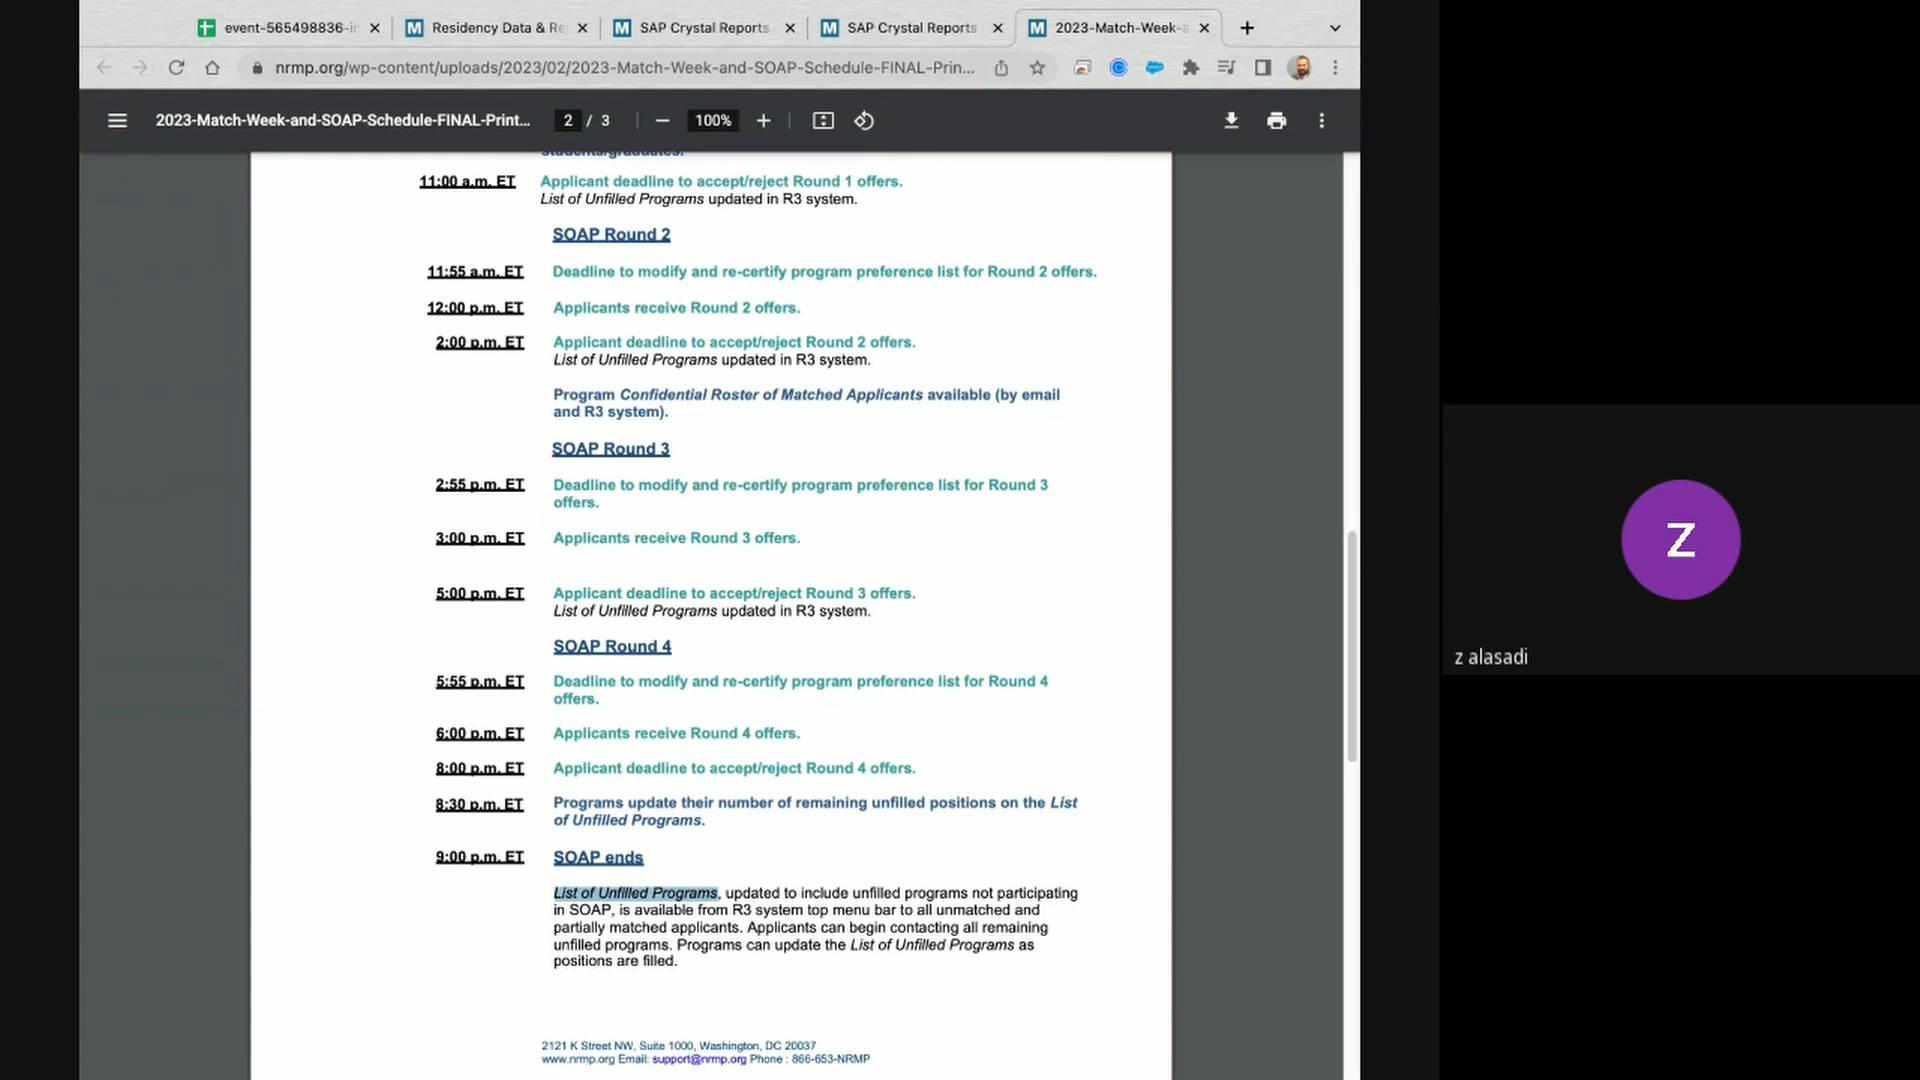 event-565498836-i
Residency Data & Re
SAP Crystal Reports
SAP Crystal Reports
2023-Match-Week-a
nrmp.org/wp-content/uploads/2023/02/2023-Match-Week-and-SOAP-Schedule-FINAL-Prin...
2023-Match-Week-and-SOAP-Schedule-FINAL-Print...
2 / 3
100%
students/graduates.
11:00 a.m. ET Applicant deadline to accept/reject Round 1 offers.
List of Unfilled Programs updated in R3 system.
SOAP Round 2
11:55 a.m. ET Deadline to modify and re-certify program preference list for Round 2 offers.
12:00 p.m. ET Applicants receive Round 2 offers.
2:00 p.m. ET Applicant deadline to accept/reject Round 2 offers.
List of Unfilled Programs updated in R3 system.
Program Confidential Roster of Matched Applicants available (by email
and R3 system).
SOAP Round 3
2:55 p.m. ET Deadline to modify and re-certify program preference list for Round 3
offers.
3:00 p.m. ET Applicants receive Round 3 offers.
5:00 p.m. ET Applicant deadline to accept/reject Round 3 offers.
List of Unfilled Programs updated in R3 system.
SOAP Round 4
5:55 p.m. ET Deadline to modify and re-certify program preference list for Round 4
offers.
6:00 p.m. ET Applicants receive Round 4 offers.
8:00 p.m. ET Applicant deadline to accept/reject Round 4 offers.
8:30 p.m. ET Programs update their number of remaining unfilled positions on the List
of Unfilled Programs.
9:00 p.m. ET SOAP ends
List of Unfilled Programs, updated to include unfilled programs not participating
in SOAP, is available from R3 system top menu bar to all unmatched and
partially matched applicants. Applicants can begin contacting all remaining
unfilled programs. Programs can update the List of Unfilled Programs as
positions are filled.
2121 K Street NW, Suite 1000, Washington, DC 20037
www.nrmp.org Email: support@nrmp.org Phone : 866-653-NRMP
Z
z alasadi